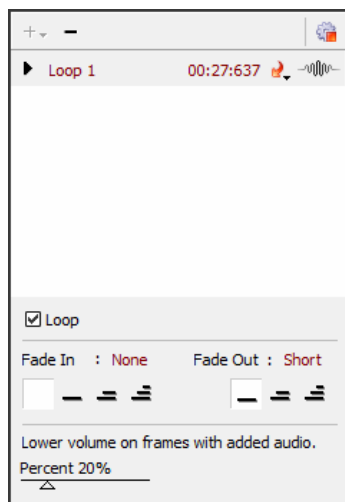 Loop 1 00:27:637
Loop
Fade In : None Fade Out : Short
Lower volume on frames with added audio.
Percent 20%